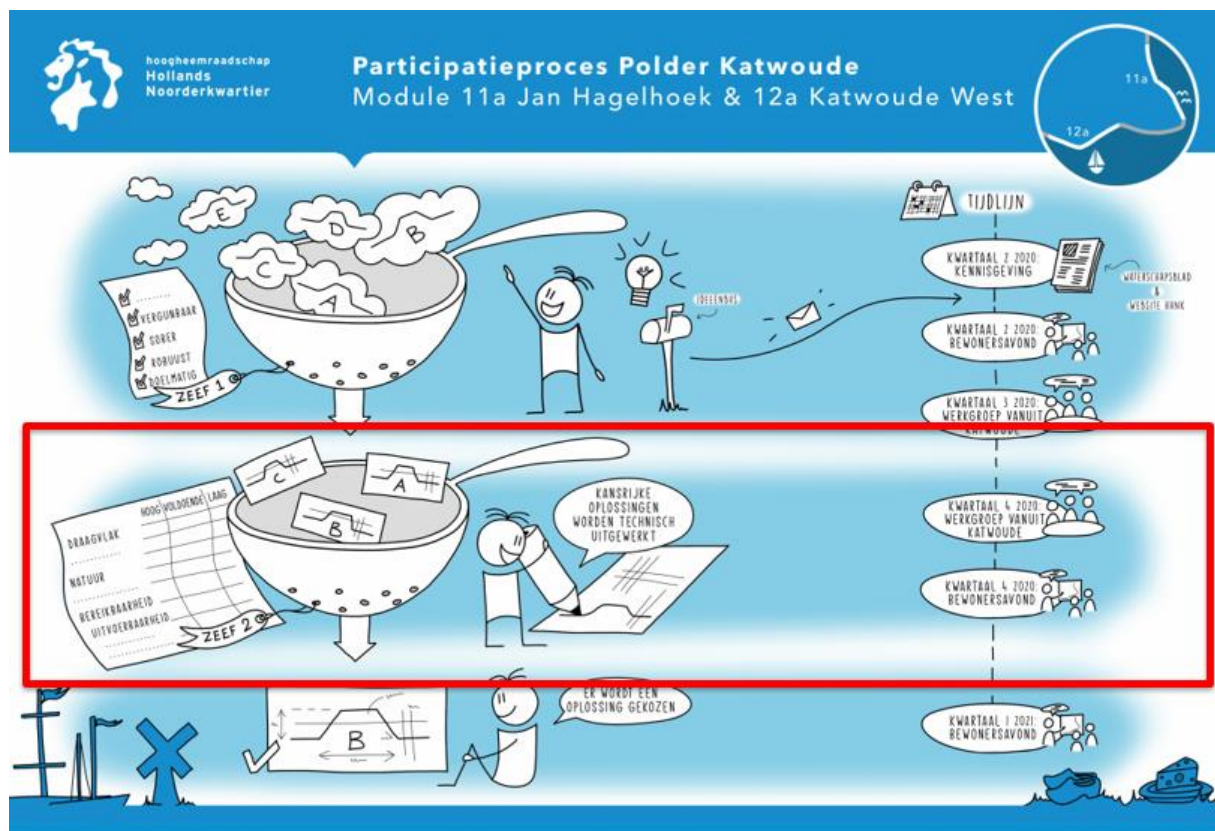 hoogheemraadschap
Hollands
Noorderkwartier
Participatieproces Polder Katwoude
Module 11a Jan Hagelhoek & 12a Katwoude West
11a
12a
E
D
B
C
A
..........
VERGUNBAAR
SOBER
ROBUUST
DOELMATIG
ZEEF 1
IDEEENBUS
TIJDLIJN
KWARTAAL 2 2020:
KENNISGEVING
WATERSCHAPSBLAD
&
WEBSITE HHNK
KWARTAAL 2 2020:
BEWONERSAVOND
KWARTAAL 3 2020:
WERKGROEP VANUIT
KATWOUDE
HOOG VOLDOENDE LAAG
DRAAGVLAK
..........
NATUUR
..........
BEREIKBAARHEID
UITVOERBAARHEID
..........
..........
ZEEF 2
C
A
B
KANSRIJKE
OPLOSSINGEN
WORDEN TECHNISCH
UITGEWERKT
KWARTAAL 4 2020:
WERKGROEP VANUIT
KATWOUDE
KWARTAAL 4 2020:
BEWONERSAVOND
B
ER WORDT EEN
OPLOSSING GEKOZEN
KWARTAAL 1 2021:
BEWONERSAVOND